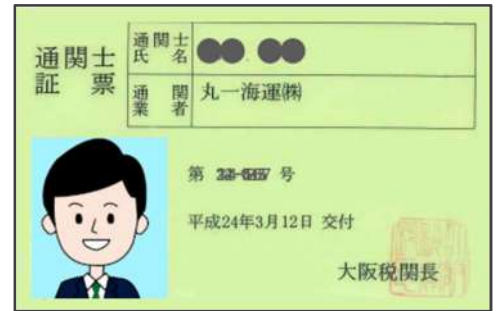 通関士
証 票
通関士
氏 名
通 関
業 者
丸一海運㈱
第 号
平成24年3月12日 交付
大阪税関長